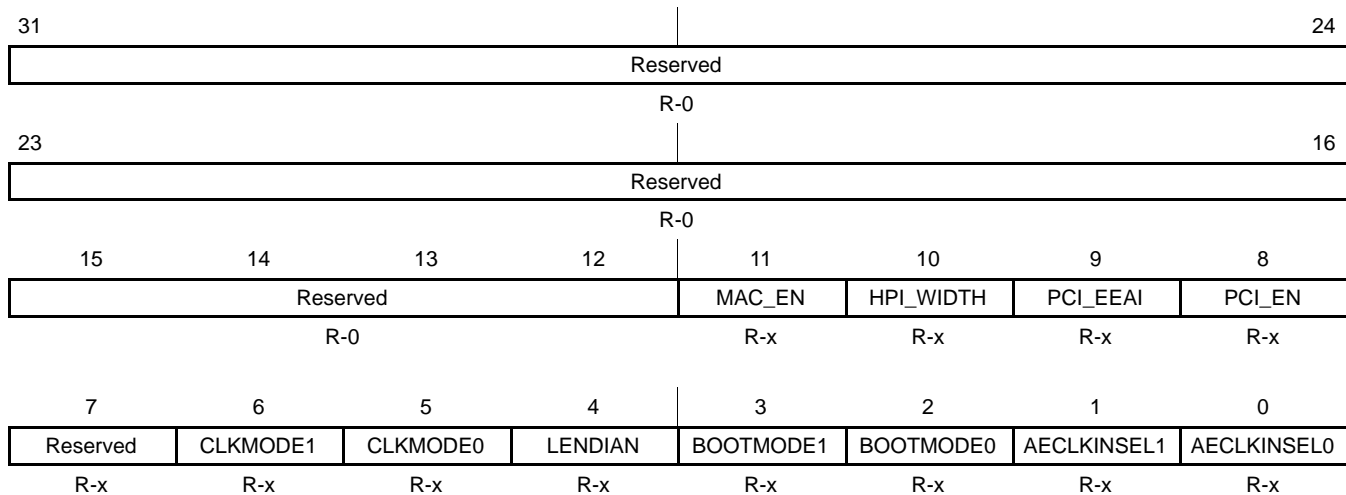 31 24
Reserved
R-0
23 16
Reserved
R-0
15 14 13 12 11 10 9 8
Reserved MAC_EN HPI_WIDTH PCI_EEAI PCI_EN
R-0 R-x R-x R-x R-x
7 6 5 4 3 2 1 0
Reserved CLKMODE1 CLKMODE0 LENDIAN BOOTMODE1 BOOTMODE0 AECLKINSEL1 AECLKINSEL0
R-x R-x R-x R-x R-x R-x R-x R-x